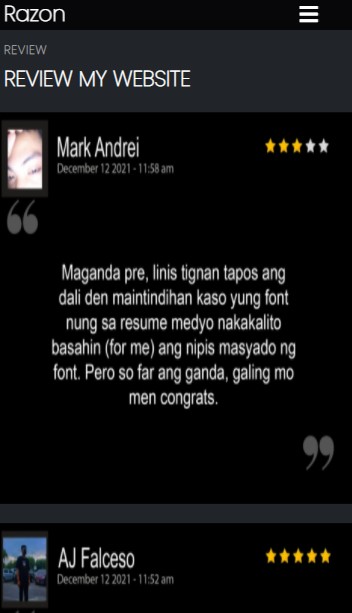 Razon
REVIEW
REVIEW MY WEBSITE
Mark Andrei
December 12 2021 - 11:58 am
“
Maganda pre, linis tignan tapos ang
dali den maintindihan kaso yung font
nung sa resume medyo nakakalito
basahin (for me) ang nipis masyado ng
font. Pero so far ang ganda, galing mo
men congrats.
”
AJ Falceso
December 12 2021 - 11:52 am